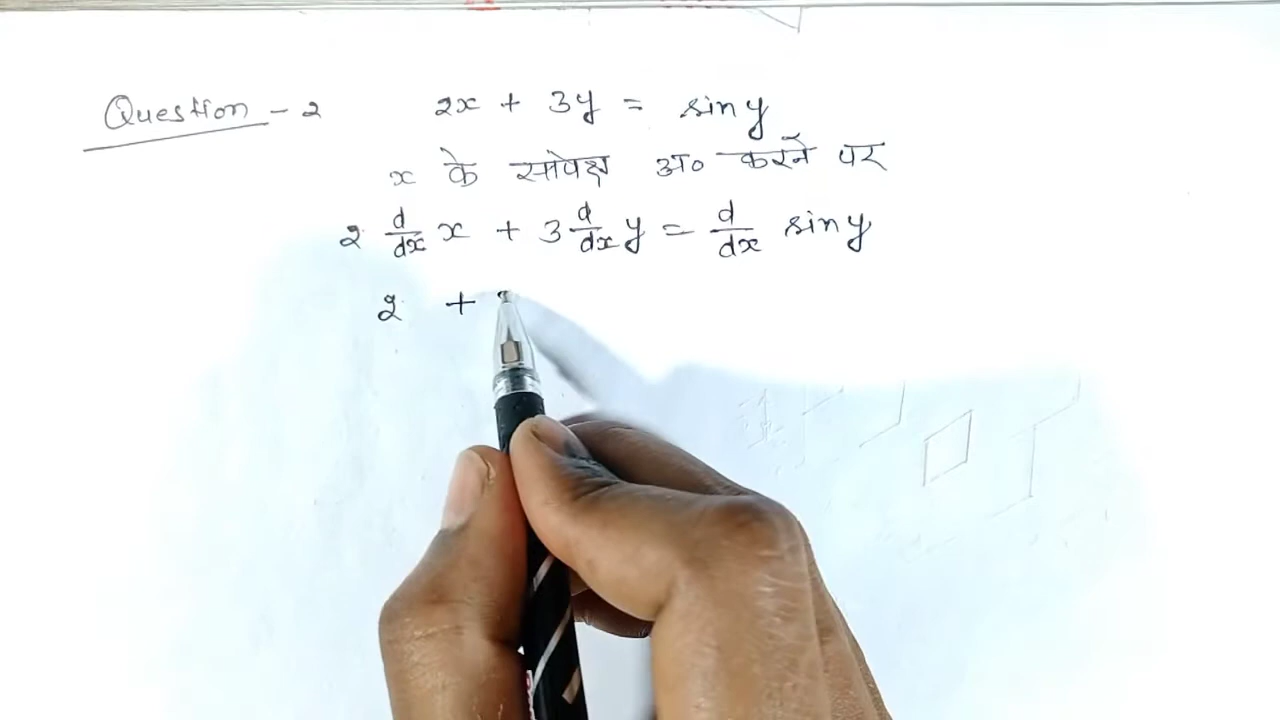 Question - 2 2x + 3y = sin y
x के सापेक्ष अ० करने पर
2 d/dx x + 3 d/dx y = d/dx sin y
2 +